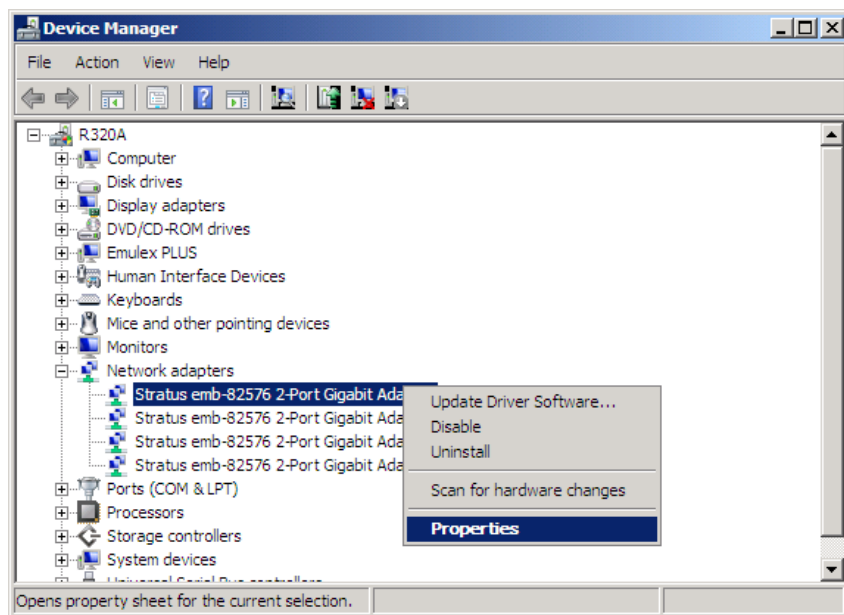 Device Manager
File Action View Help
R320A
Computer
Disk drives
Display adapters
DVD/CD-ROM drives
Emulex PLUS
Human Interface Devices
Keyboards
Mice and other pointing devices
Monitors
Network adapters
Stratus emb-82576 2-Port Gigabit Ada
Stratus emb-82576 2-Port Gigabit Ada
Stratus emb-82576 2-Port Gigabit Ada
Stratus emb-82576 2-Port Gigabit Ada
Update Driver Software...
Disable
Uninstall
Scan for hardware changes
Properties
Ports (COM & LPT)
Processors
Storage controllers
System devices
Universal Serial Bus controllers
Opens property sheet for the current selection.